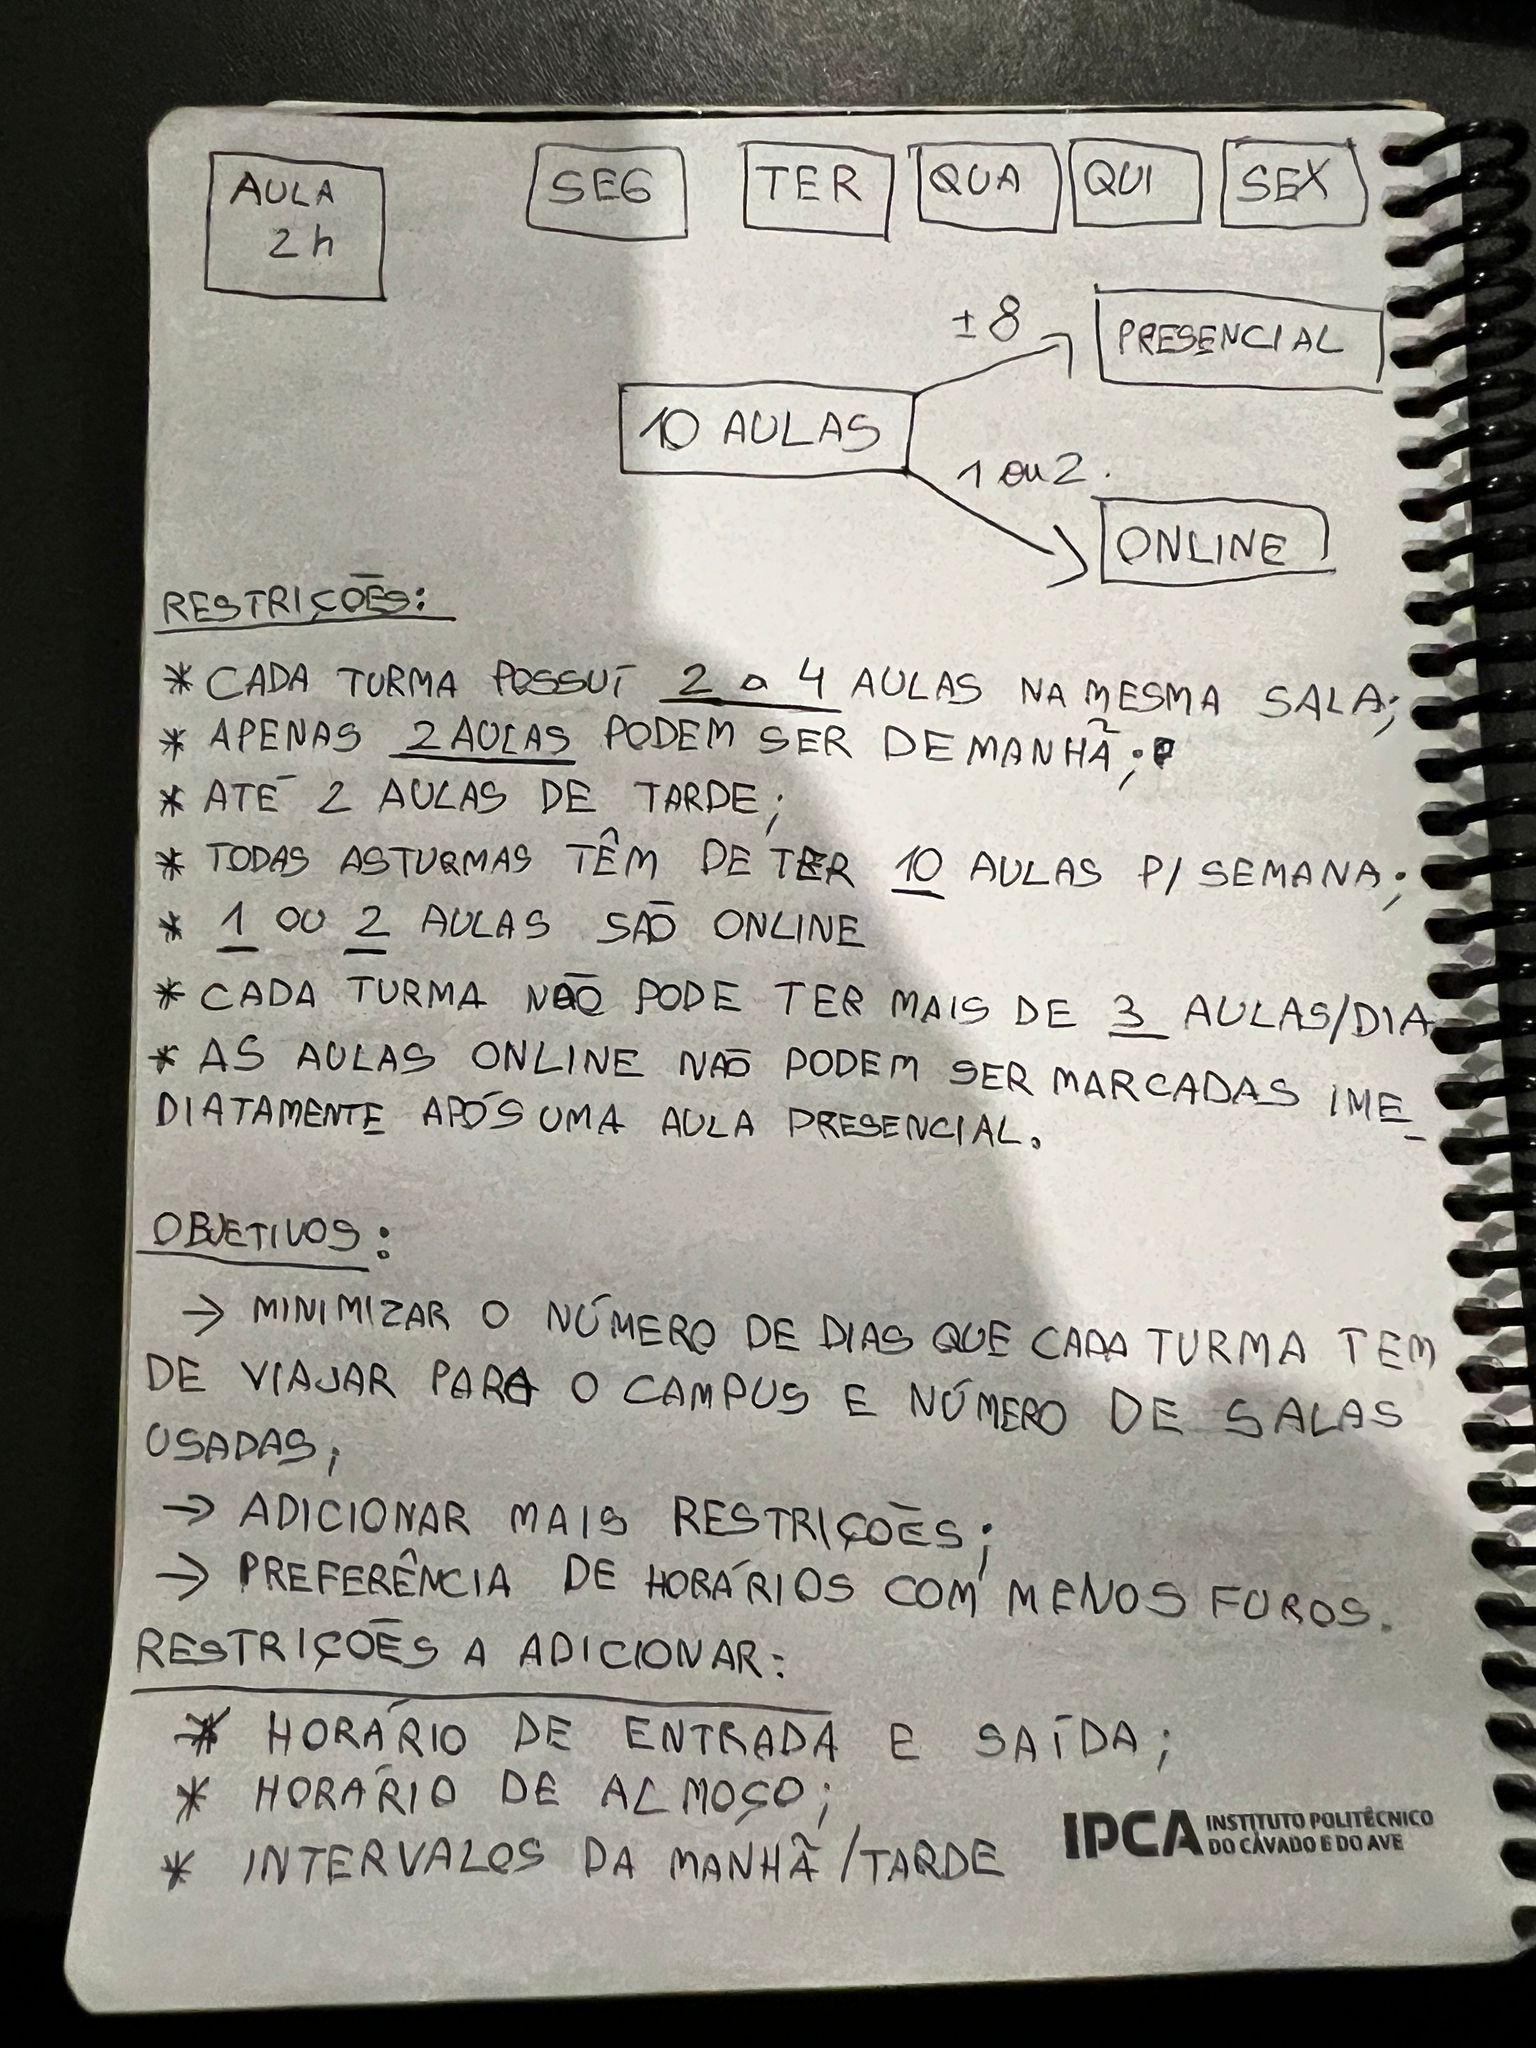 AULA
2h
SEG
TER
QUA
QUI
SEX
±8
PRESENCIAL
10 AULAS
1 ou 2.
ONLINE
RESTRIÇÕES:
* CADA TURMA POSSUÍ 2 a 4 AULAS NA MESMA SALA;
* APENAS 2 AULAS PODEM SER DE MANHÃ;
* ATÉ 2 AULAS DE TARDE;
* TODAS AS TURMAS TÊM DE TER 10 AULAS P/ SEMANA;
* 1 OU 2 AULAS SÃO ONLINE
* CADA TURMA NÃO PODE TER MAIS DE 3 AULAS/DIA
* AS AULAS ONLINE NÃO PODEM SER MARCADAS IME_
DIATAMENTE APÓS UMA AULA PRESENCIAL.
OBJETIVOS:
→ MINIMIZAR O NÚMERO DE DIAS QUE CADA TURMA TEM
DE VIAJAR PARA O CAMPUS E NÚMERO DE SALAS
USADAS;
→ ADICIONAR MAIS RESTRIÇÕES;
→ PREFERÊNCIA DE HORÁRIOS COM MENOS FUROS.
RESTRIÇÕES A ADICIONAR:
* HORÁRIO DE ENTRADA E SAÍDA;
* HORÁRIO DE ALMOÇO;
* INTERVALOS DA MANHÃ/TARDE
IPCA INSTITUTO POLITÉCNICO
DO CÁVADO E DO AVE